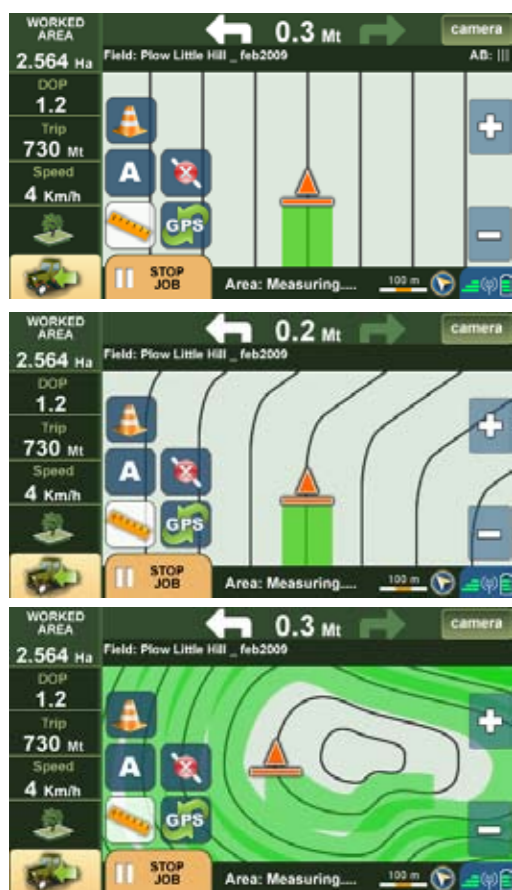 WORKED
AREA
2.564 Ha
0.3 Mt
camera
Field: Plow Little Hill _ feb2009
AB: |||
DOP
1.2
Trip
730 Mt
Speed
4 Km/h
A
GPS
STOP
JOB
Area: Measuring....
100 m
WORKED
AREA
2.564 Ha
0.2 Mt
camera
Field: Plow Little Hill _ feb2009
DOP
1.2
Trip
730 Mt
Speed
4 Km/h
A
GPS
STOP
JOB
Area: Measuring....
100 m
WORKED
AREA
2.564 Ha
0.3 Mt
camera
Field: Plow Little Hill _ feb2009
DOP
1.2
Trip
730 Mt
Speed
4 Km/h
A
GPS
STOP
JOB
Area: Measuring....
100 m